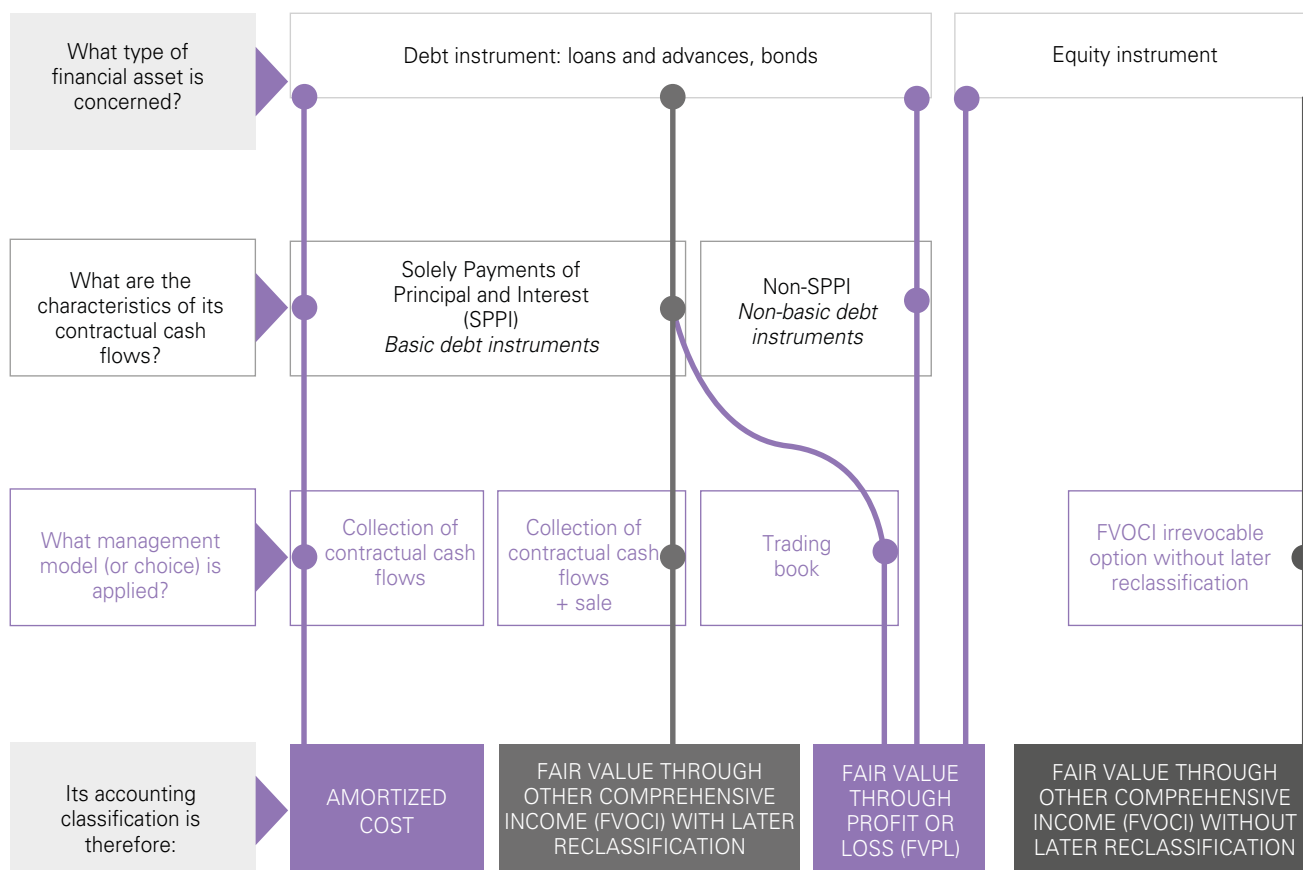 What type of
financial asset is
concerned?
Debt instrument: loans and advances, bonds
Equity instrument
What are the
characteristics of its
contractual cash
flows?
Solely Payments of
Principal and Interest
(SPPI)
Basic debt instruments
Non-SPPI
Non-basic debt
instruments
What management
model (or choice) is
applied?
Collection of
contractual cash
flows
Collection of
contractual cash
flows
+ sale
Trading
book
FVOCI irrevocable
option without later
reclassification
Its accounting
classification is
therefore:
AMORTIZED
COST
FAIR VALUE THROUGH
OTHER COMPREHENSIVE
INCOME (FVOCI) WITH LATER
RECLASSIFICATION
FAIR VALUE
THROUGH
PROFIT OR
LOSS (FVPL)
FAIR VALUE THROUGH
OTHER COMPREHENSIVE
INCOME (FVOCI) WITHOUT
LATER RECLASSIFICATION